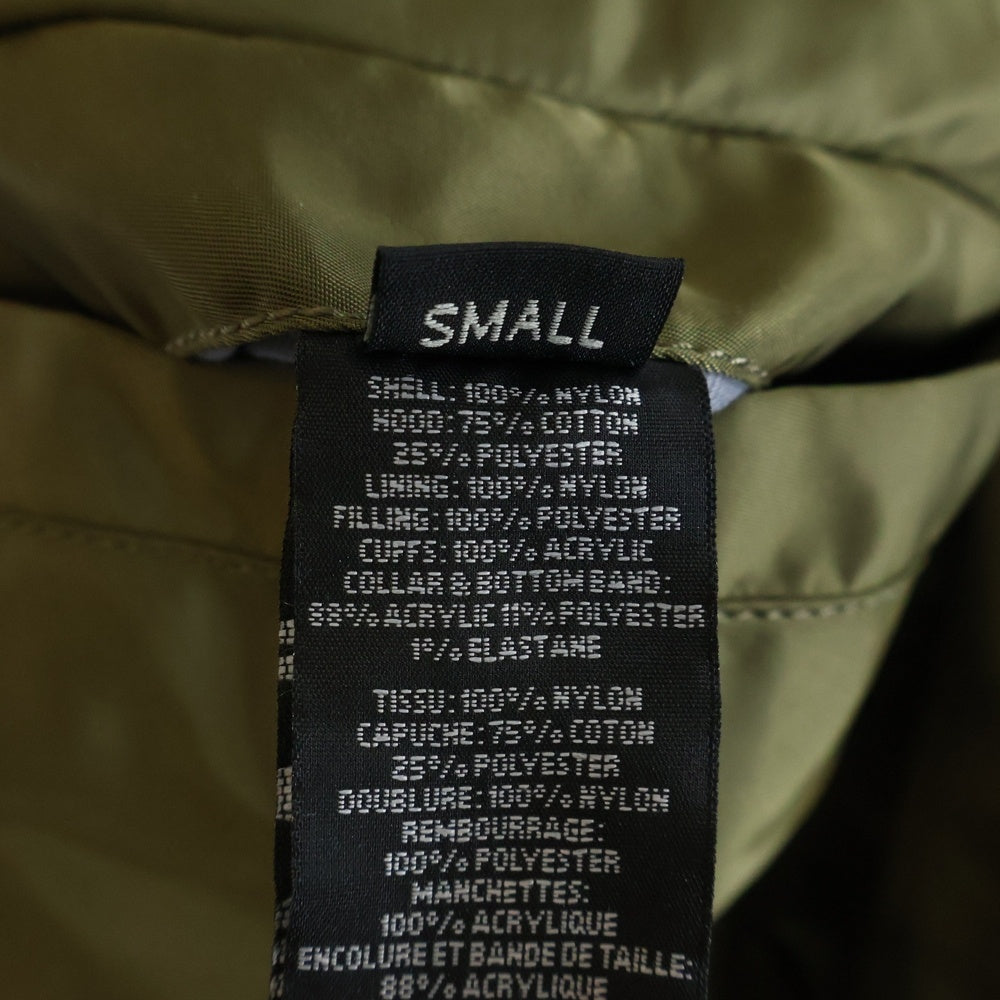 SMALL
SHELL: 100% NYLON
HOOD: 75% COTTON
25% POLYESTER
LINING: 100% NYLON
FILLING: 100% POLYESTER
CUFFS: 100% ACRYLIC
COLLAR & BOTTOM BAND:
88% ACRYLIC 11% POLYESTER
1% ELASTANE
TISSU: 100% NYLON
CAPUCHE: 75% COTON
25% POLYESTER
DOUBLURE: 100% NYLON
REMBOURRAGE:
100% POLYESTER
MANCHETTES:
100% ACRYLIQUE
ENCOLURE ET BANDE DE TAILLE:
88% ACRYLIQUE